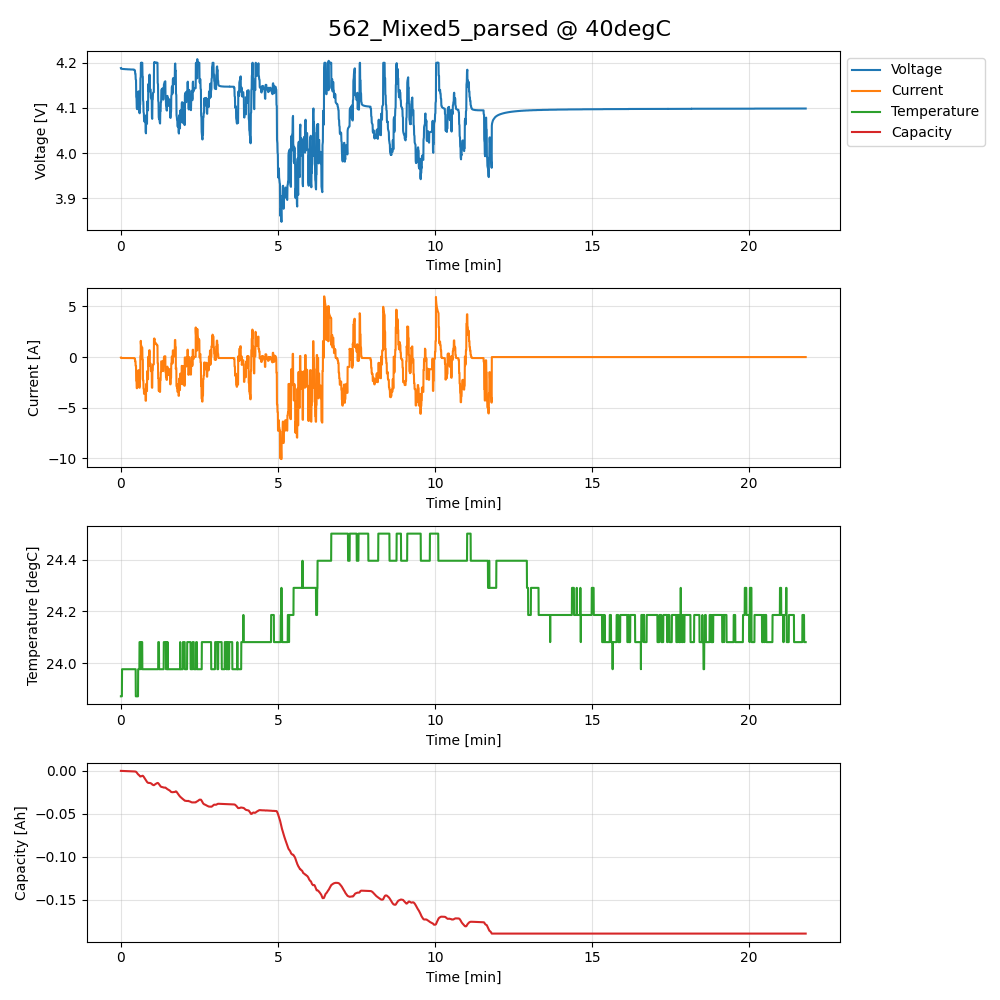 562_Mixed5_parsed @ 40degC
Voltage [V]
4.2
4.1
4.0
3.9
0
5
10
15
20
Time [min]
Voltage
Current
Temperature
Capacity
Current [A]
5
0
−5
−10
0
5
10
15
20
Time [min]
Temperature [degC]
24.4
24.2
24.0
0
5
10
15
20
Time [min]
Capacity [Ah]
0.00
−0.05
−0.10
−0.15
0
5
10
15
20
Time [min]